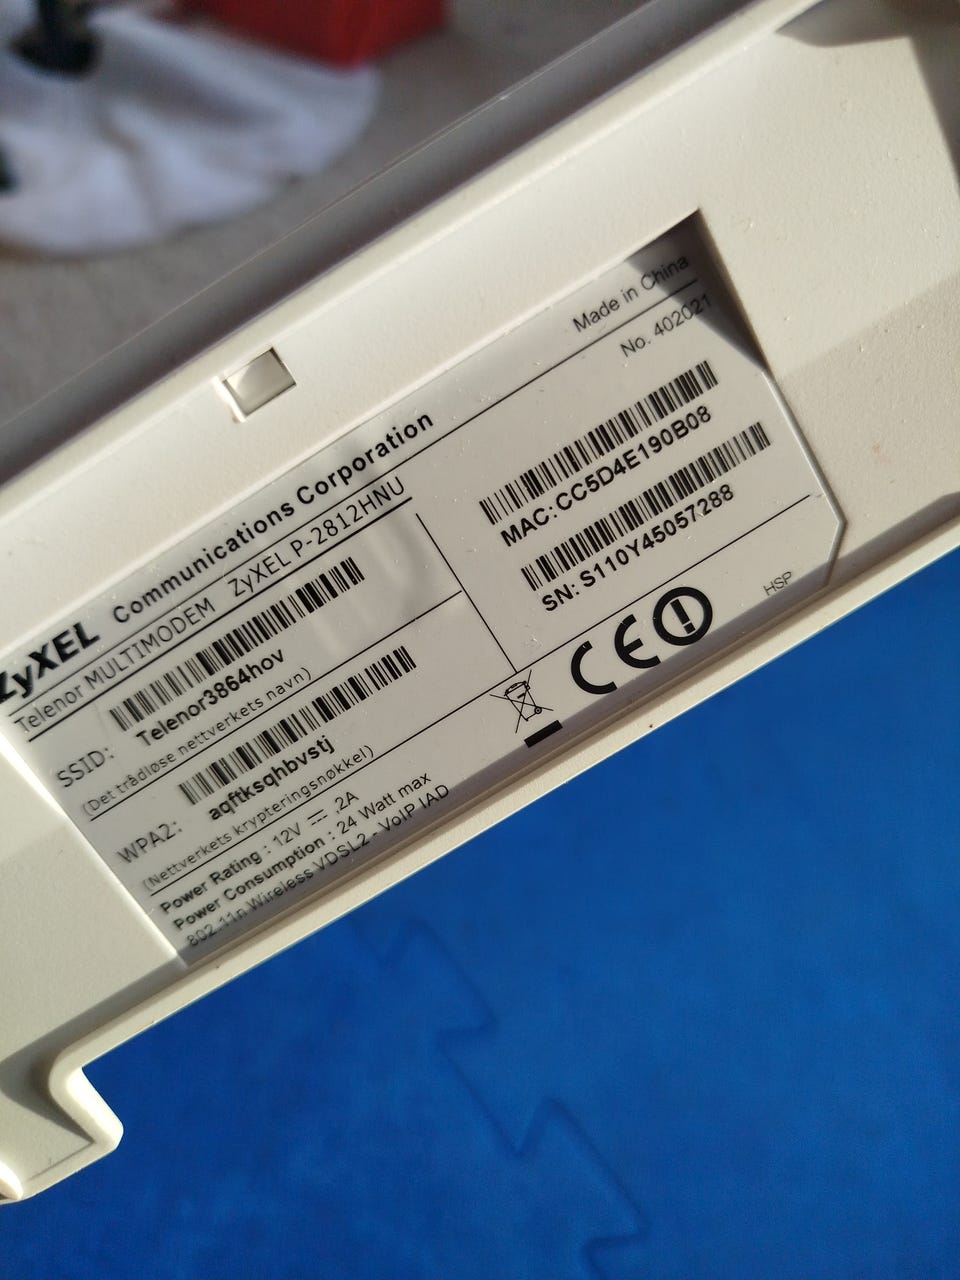 ZyXEL Communications Corporation
Made in China
Telenor MULTIMODEM ZyXEL P-2812HNU
No. 402021
SSID:
Telenor3864hov
(Det trådløse nettverkets navn)
WPA2:
aqftksqhbvstj
(Nettverkets krypteringsnøkkel)
MAC:CC5D4E190B08
SN: S110Y45057288
Power Rating : 12V ⎓ ,2A
Power Consumption : 24 Watt max
802.11n Wireless VDSL2 - VoIP IAD
CE
HSP